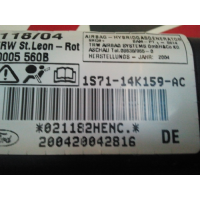 118/04
RW St.Leon - Rot
0005 560B
AIRBAG - HYBRIDGASGENERATOR
TRW AIRBAG SYSTEMS GMBH & CO KG
HERSTELLUNGS - JAHR: 2004
1S71-14K159-AC
*021182HENC.* DE
200420042816
Ford